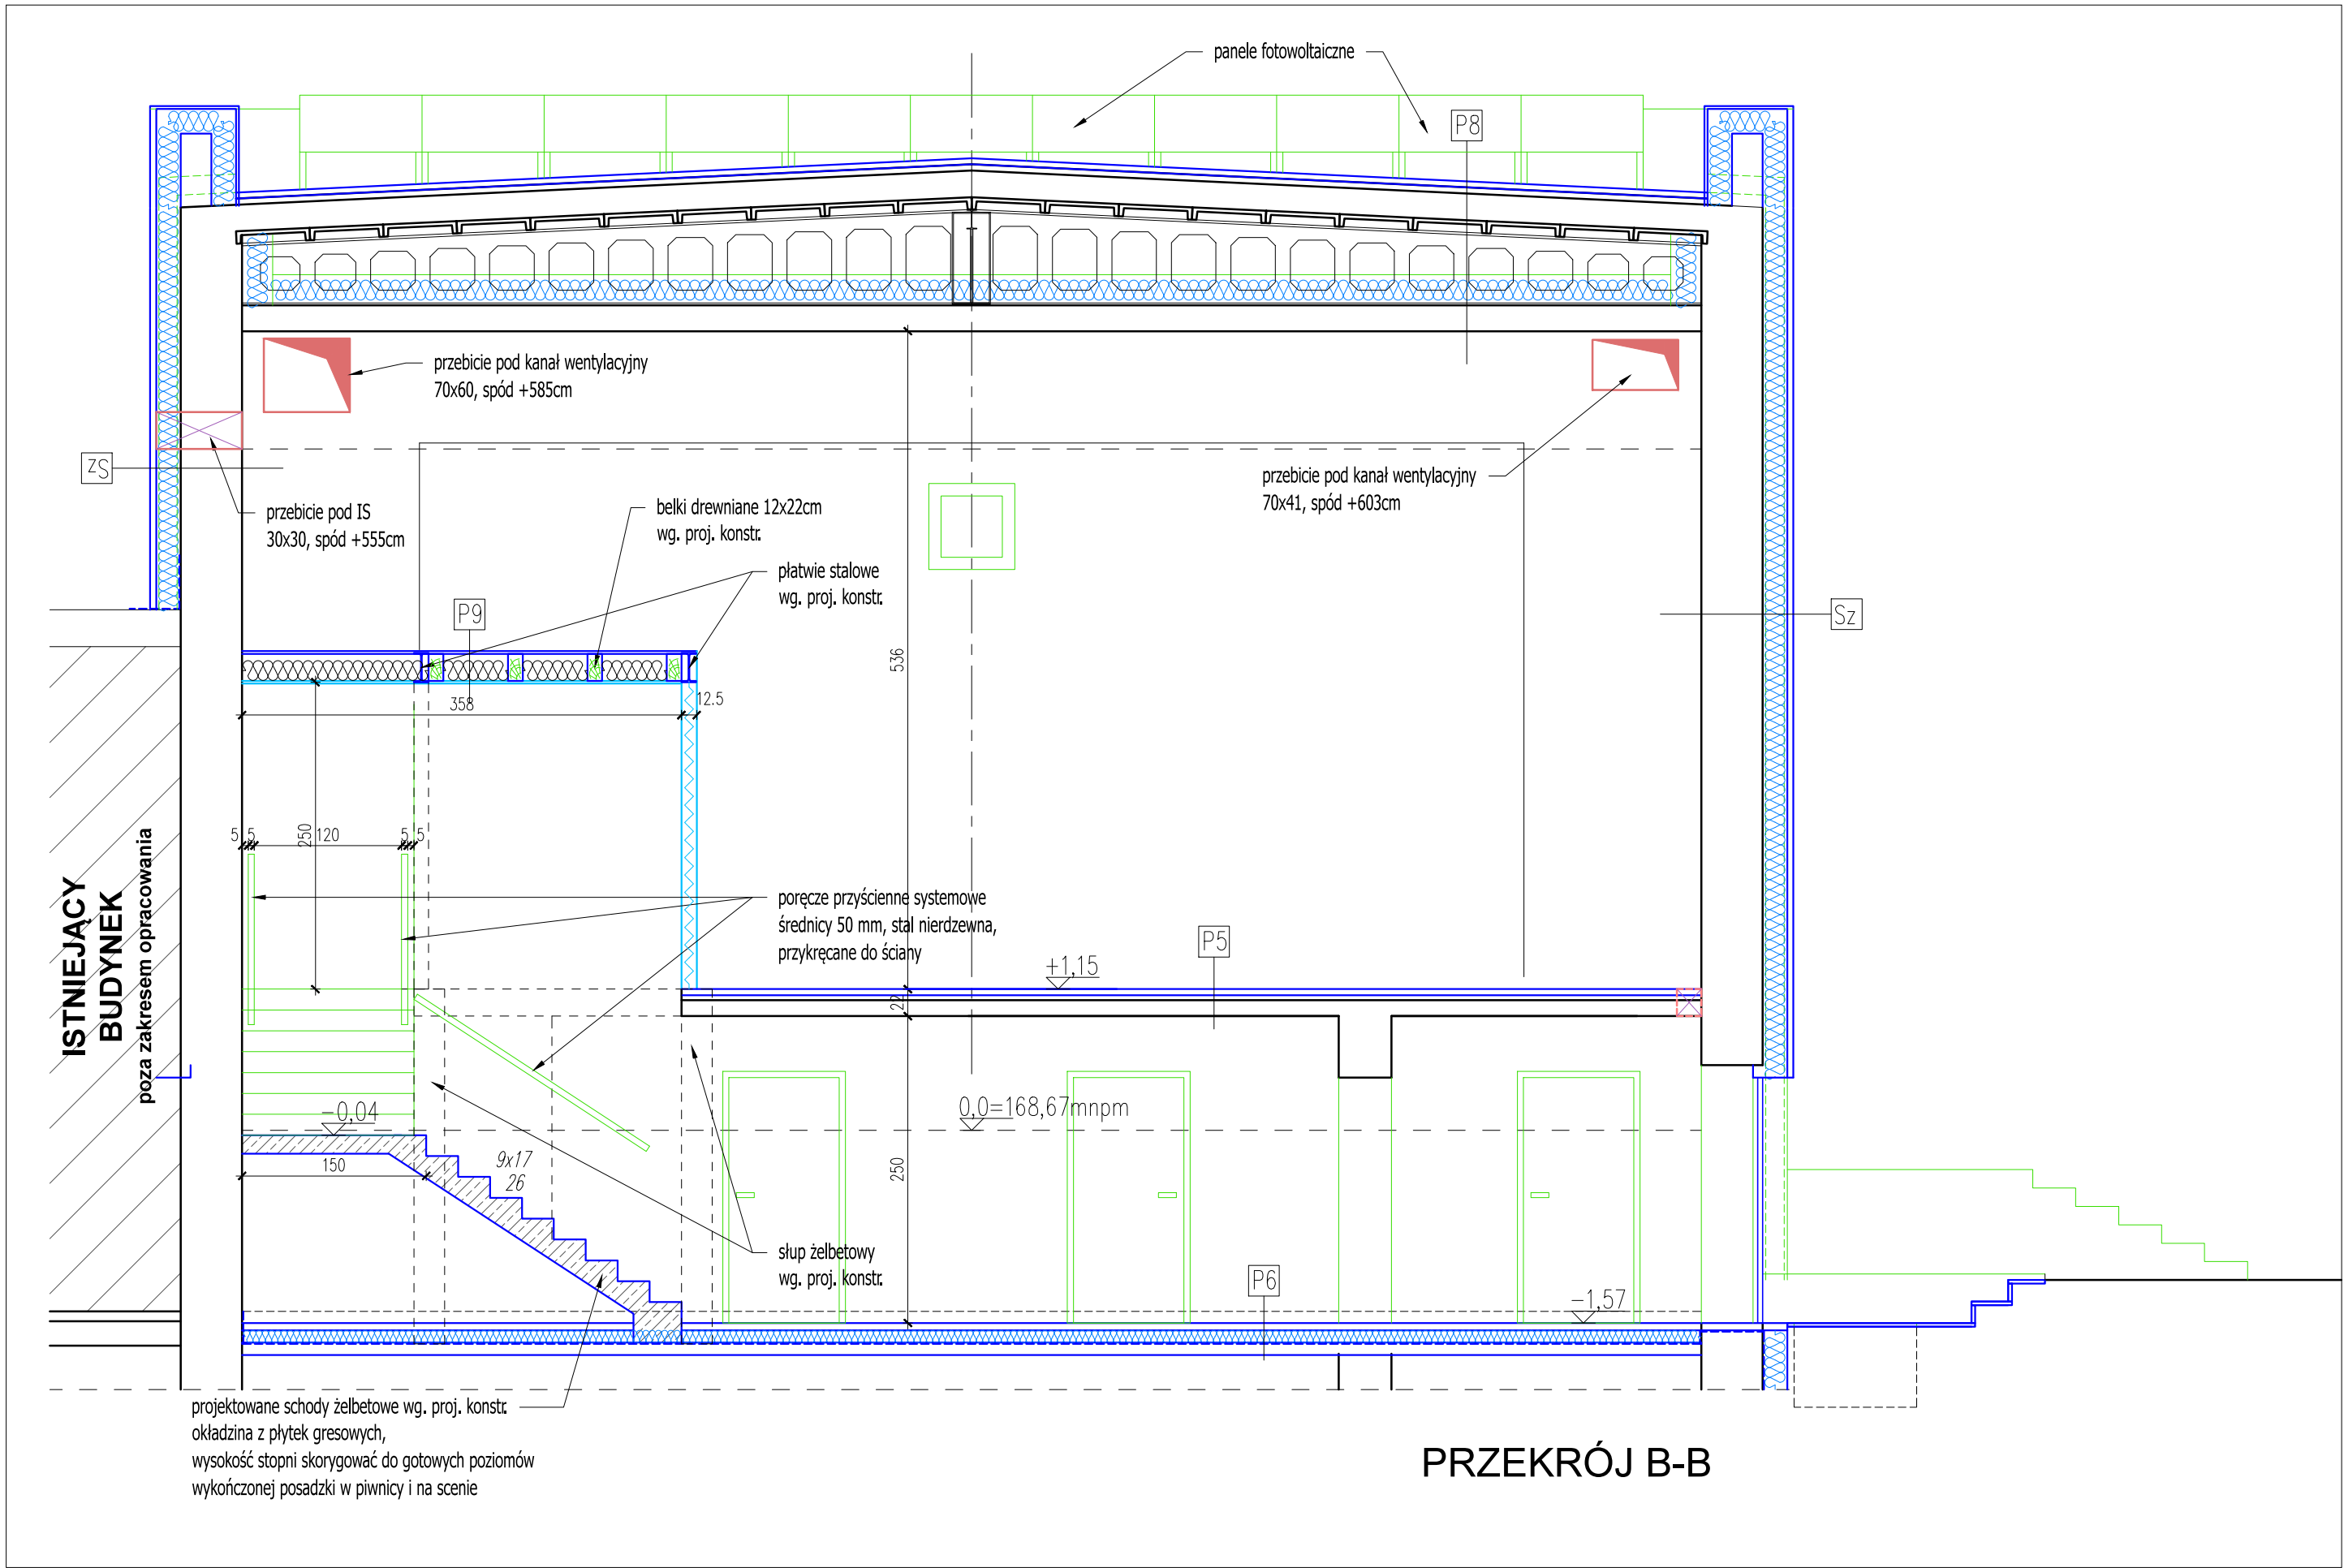 panele fotowoltaiczne
P8
przebicie pod kanał wentylacyjny
70x60, spód +585cm
zS
przebicie pod kanał wentylacyjny
70x41, spód +603cm
przebicie pod IS
30x30, spód +555cm
belki drewniane 12x22cm
wg. proj. konstr.
płatwie stalowe
wg. proj. konstr.
P9
Sz
536
358
12.5
5 5 250 120 5 5
ISTNIEJĄCY
BUDYNEK
poza zakresem opracowania
poręcze przyścienne systemowe
średnicy 50 mm, stal nierdzewna,
przykręcane do ściany
P5
+1,15
22
-0,04
0,0=168,67mnpm
150
9x17
26
250
słup żelbetowy
wg. proj. konstr.
P6
-1,57
projektowane schody żelbetowe wg. proj. konstr.
okładzina z płytek gresowych,
wysokość stopni skorygować do gotowych poziomów
wykończonej posadzki w piwnicy i na scenie
PRZEKRÓJ B-B